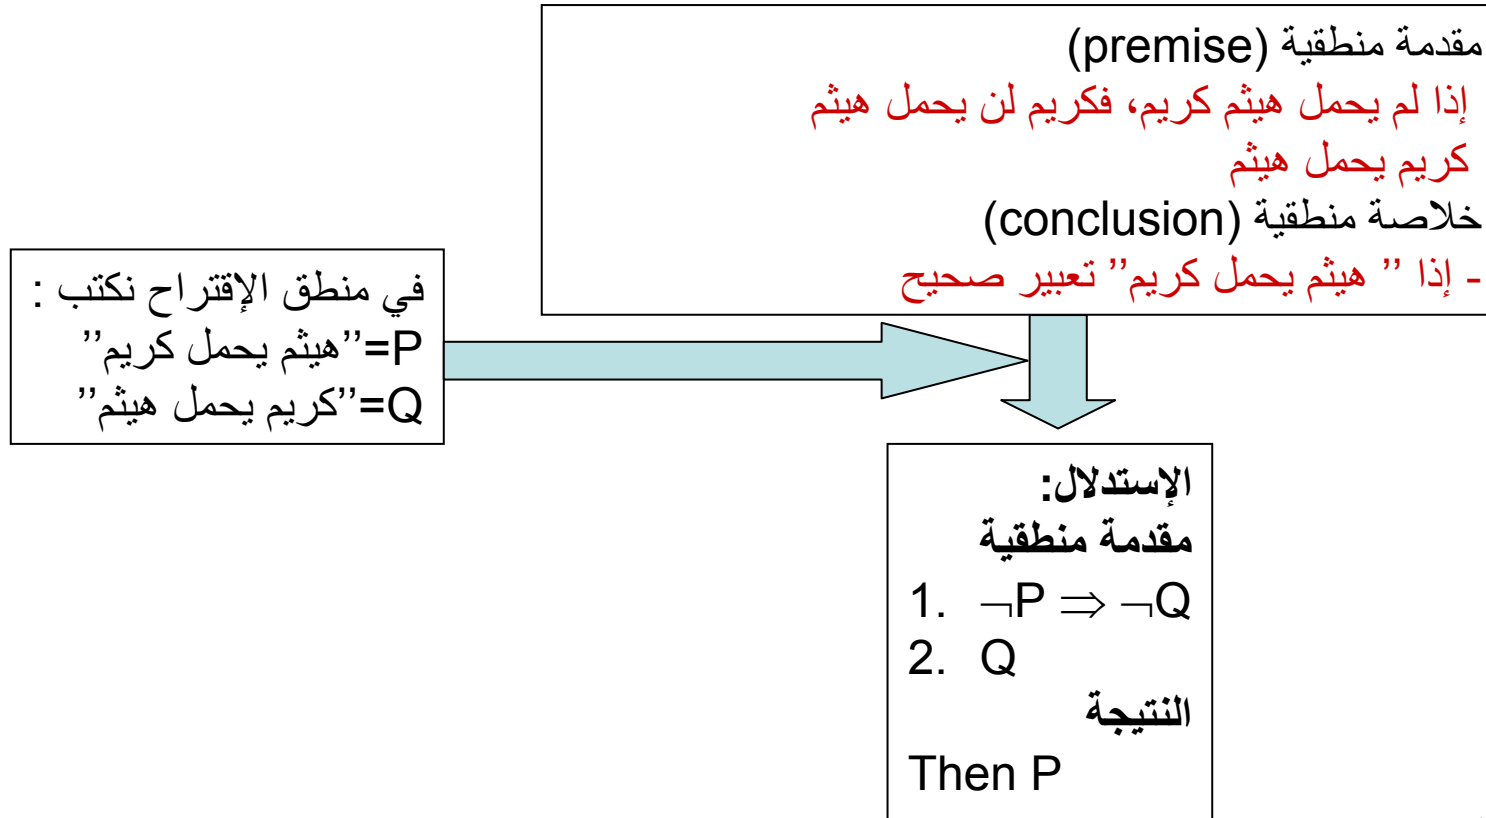 مقدمة منطقية (premise)
إذا لم يحمل هيثم كريم، فكريم لن يحمل هيثم
كريم يحمل هيثم
خلاصة منطقية (conclusion)
- إذا ’’ هيثم يحمل كريم’’ تعبير صحيح
في منطق الإقتراح نكتب :
P=’’هيثم يحمل كريم’’
Q=’’كريم يحمل هيثم’’
الإستدلال:
مقدمة منطقية
1. ¬P ⇒ ¬Q
2. Q
النتيجة
Then P